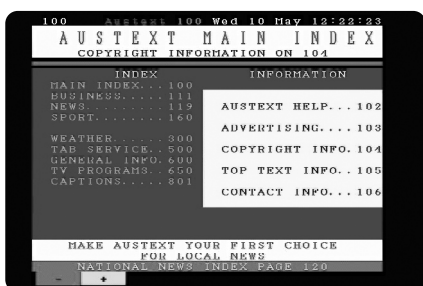 100 Austext 100 Wed 10 May 12:22:23
AUSTEXT MAIN INDEX
COPYRIGHT INFORMATION ON 104
INDEX
MAIN INDEX...100
BUSINESS......111
NEWS..........119
SPORT.........160
WEATHER.......300
TAB SERVICE..500
GENERAL INFO.600
TV PROGRAMS..650
CAPTIONS.....801
INFORMATION
AUSTEXT HELP...102
ADVERTISING....103
COPYRIGHT INFO.104
TOP TEXT INFO..105
CONTACT INFO...106
MAKE AUSTEXT YOUR FIRST CHOICE
FOR LOCAL NEWS
NATIONAL NEWS INDEX PAGE 120
- +